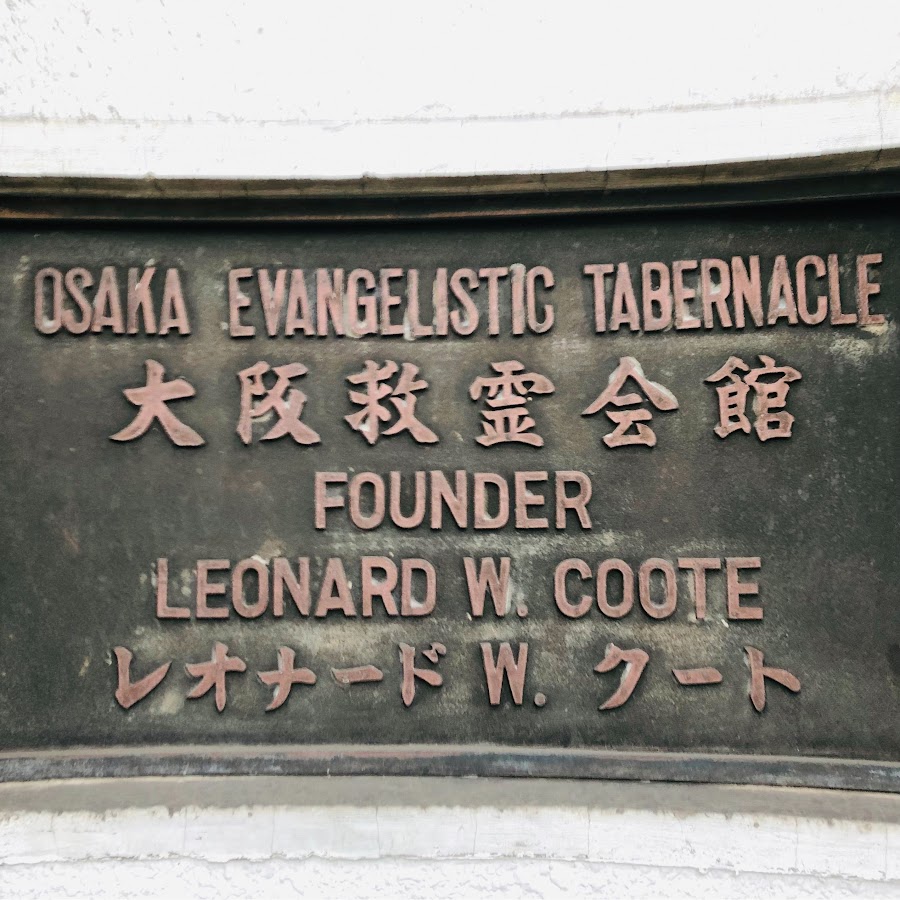 OSAKA EVANGELISTIC TABERNACLE
大阪救霊会館
FOUNDER
LEONARD W. COOTE
レオナード W. クート